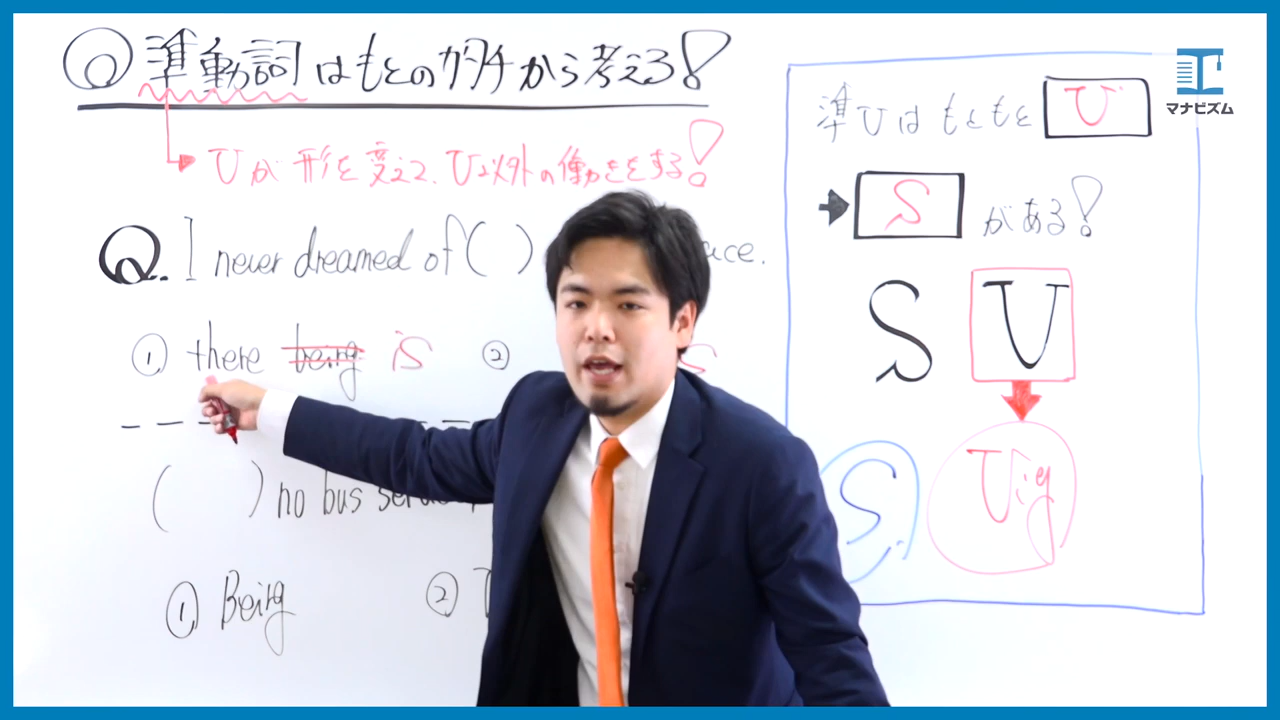 準動詞はもとのカタチから考える!
Vが形を変えて、V以外の働きをする!
Q. I never dreamed of ( ) ace.
① there being is ②
( ) no bus ser
① Being ②
マナビズム
準Vはもともと V
S がある!
S V
S Ving